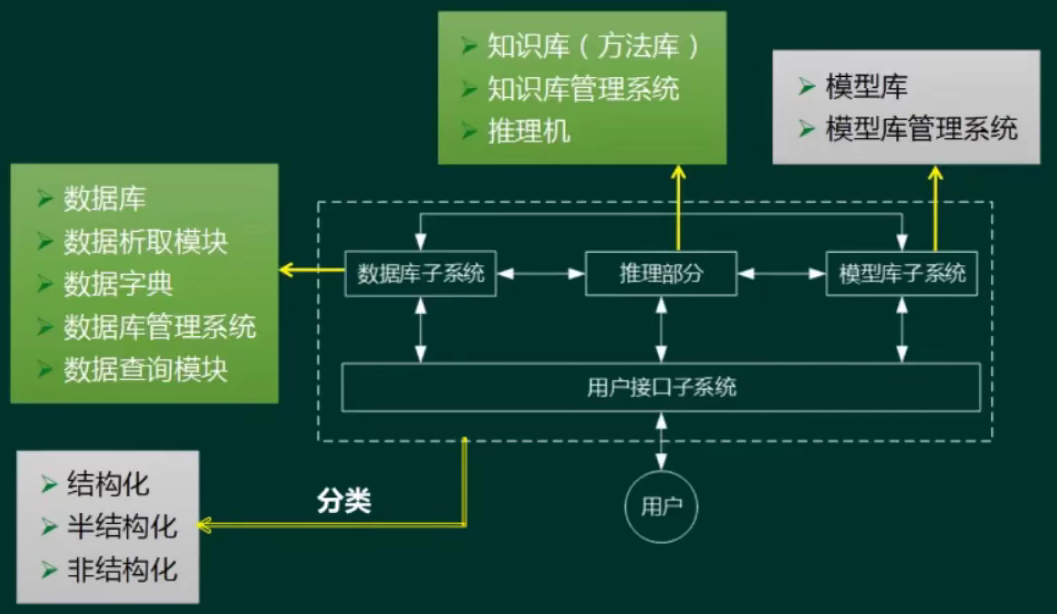 知识库（方法库）
知识库管理系统
推理机
模型库
模型库管理系统
数据库
数据析取模块
数据字典
数据库管理系统
数据查询模块
数据库子系统
推理部分
模型库子系统
用户接口子系统
用户
分类
结构化
半结构化
非结构化